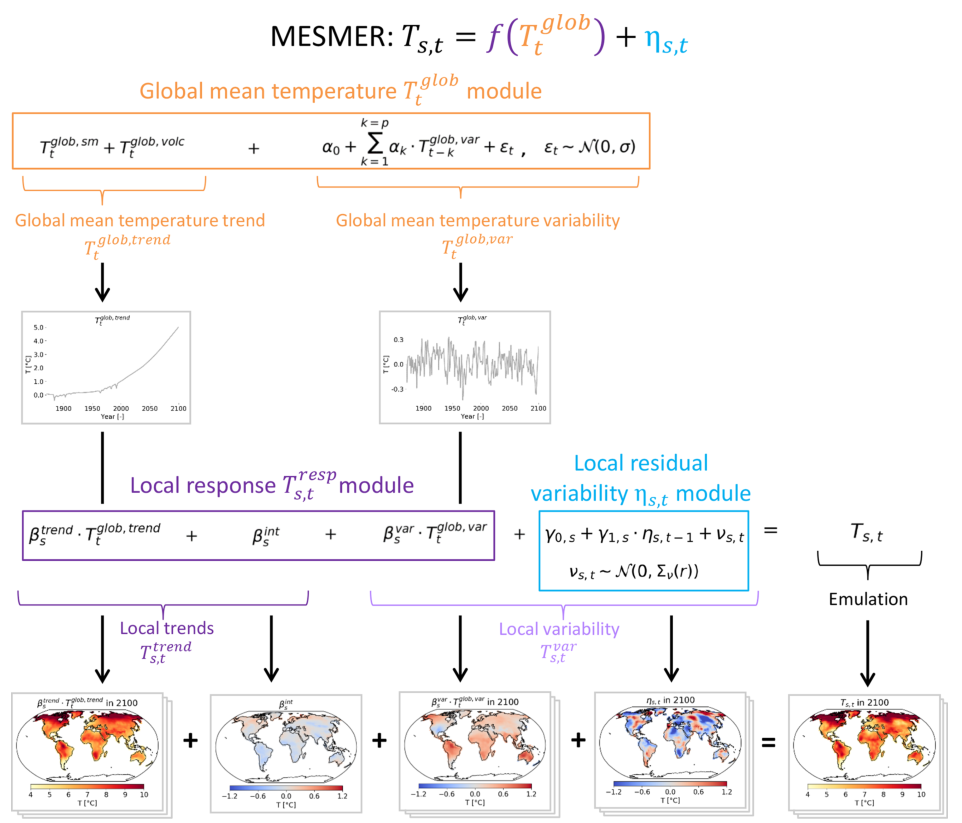 MESMER: T_{s,t} = f(T_t^{glob}) + η_{s,t}
Global mean temperature T_t^{glob} module
T_t^{glob, sm} + T_t^{glob, volc} + α_0 + ∑_{k=1}^{k=p} α_k · T_{t-k}^{glob, var} + ε_t , ε_t ~ 𝒩(0, σ)
Global mean temperature trend
T_t^{glob,trend}
Global mean temperature variability
T_t^{glob,var}
T_t^{glob, trend}
5.0
4.0
3.0
2.0
1.0
0.0
T [°C]
1900 1950 2000 2050 2100
Year [-]
T_t^{glob, var}
0.3
0.0
−0.3
T [°C]
1900 1950 2000 2050 2100
Year [-]
Local response T_{s,t}^{resp} module
Local residual
variability η_{s,t} module
β_s^{trend} · T_t^{glob, trend} + β_s^{int} + β_s^{var} · T_t^{glob, var} + γ_{0, s} + γ_{1, s} · η_{s, t−1} + ν_{s, t} = T_{s, t}
ν_{s, t} ~ 𝒩(0, Σ_ν(r))
Emulation
Local trends
T_{s,t}^{trend}
Local variability
T_{s,t}^{var}
β_s^{trend} · T_t^{glob, trend} in 2100
4 5 6 7 8 9 10
T [°C]
+
β_s^{int}
−1.2 −0.6 0.0 0.6 1.2
T [°C]
+
β_s^{var} · T_t^{glob, var} in 2100
−1.2 −0.6 0.0 0.6 1.2
T [°C]
+
η_{s, t} in 2100
−1.2 −0.6 0.0 0.6 1.2
T [°C]
=
T_{s, t} in 2100
4 5 6 7 8 9 10
T [°C]